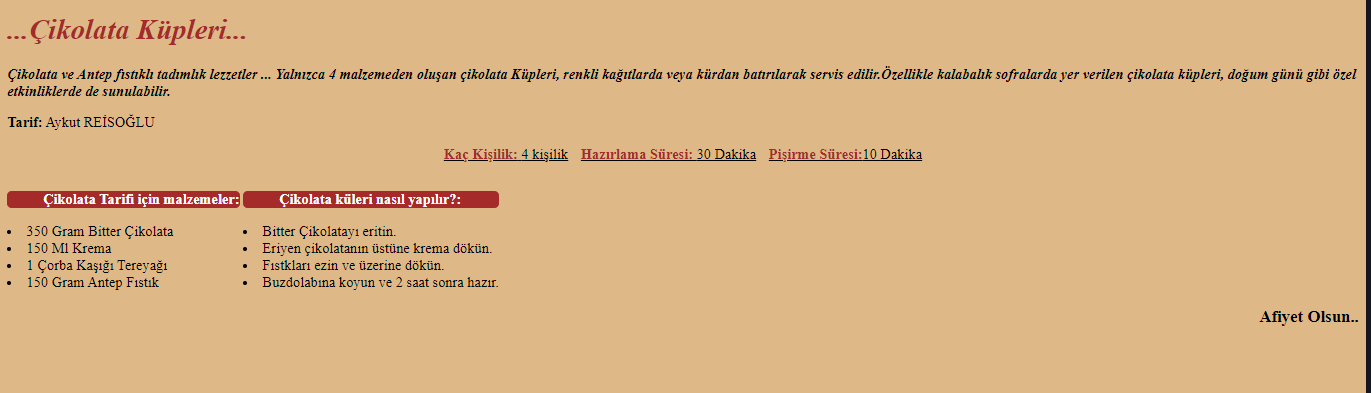 ...Çikolata Küpleri...
Çikolata ve Antep fıstıklı tadımlık lezzetler ... Yalnızca 4 malzemeden oluşan çikolata Küpleri, renkli kağıtlarda veya kürdan batırılarak servis edilir.Özellikle kalabalık sofralarda yer verilen çikolata küpleri, doğum günü gibi özel
etkinliklerde de sunulabilir.
Tarif: Aykut REİSOĞLU
Kaç Kişilik: 4 kişilik Hazırlama Süresi: 30 Dakika Pişirme Süresi:10 Dakika
Çikolata Tarifi için malzemeler:
350 Gram Bitter Çikolata
150 Ml Krema
1 Çorba Kaşığı Tereyağı
150 Gram Antep Fıstık
Çikolata küleri nasıl yapılır?:
Bitter Çikolatayı eritin.
Eriyen çikolatanın üstüne krema dökün.
Fıstkları ezin ve üzerine dökün.
Buzdolabına koyun ve 2 saat sonra hazır.
Afiyet Olsun..